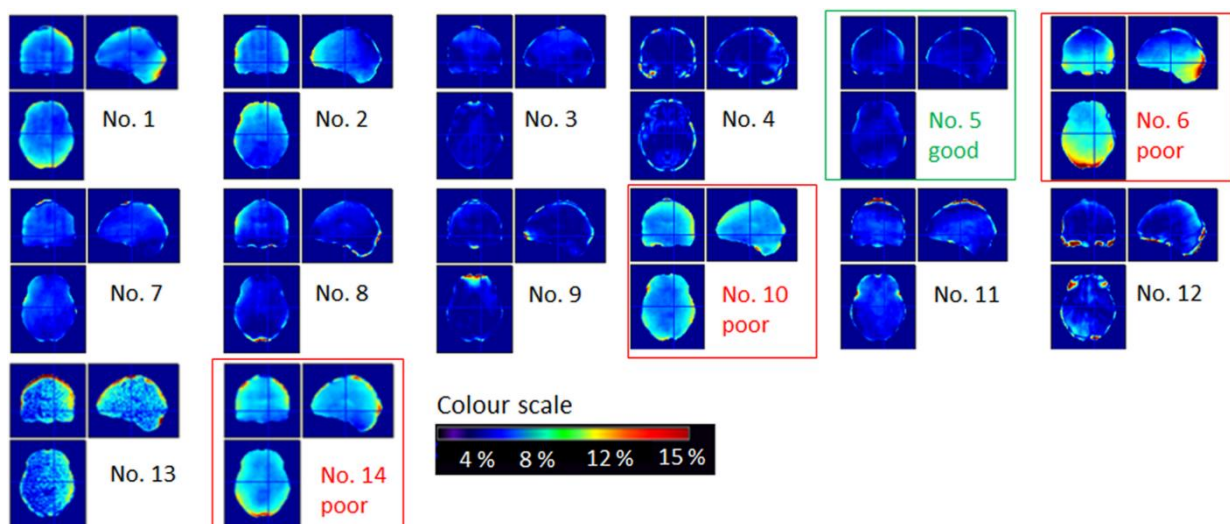 No. 1
No. 2
No. 3
No. 4
No. 5
good
No. 6
poor
No. 7
No. 8
No. 9
No. 10
poor
No. 11
No. 12
No. 13
No. 14
poor
Colour scale
4 % 8 % 12 % 15 %